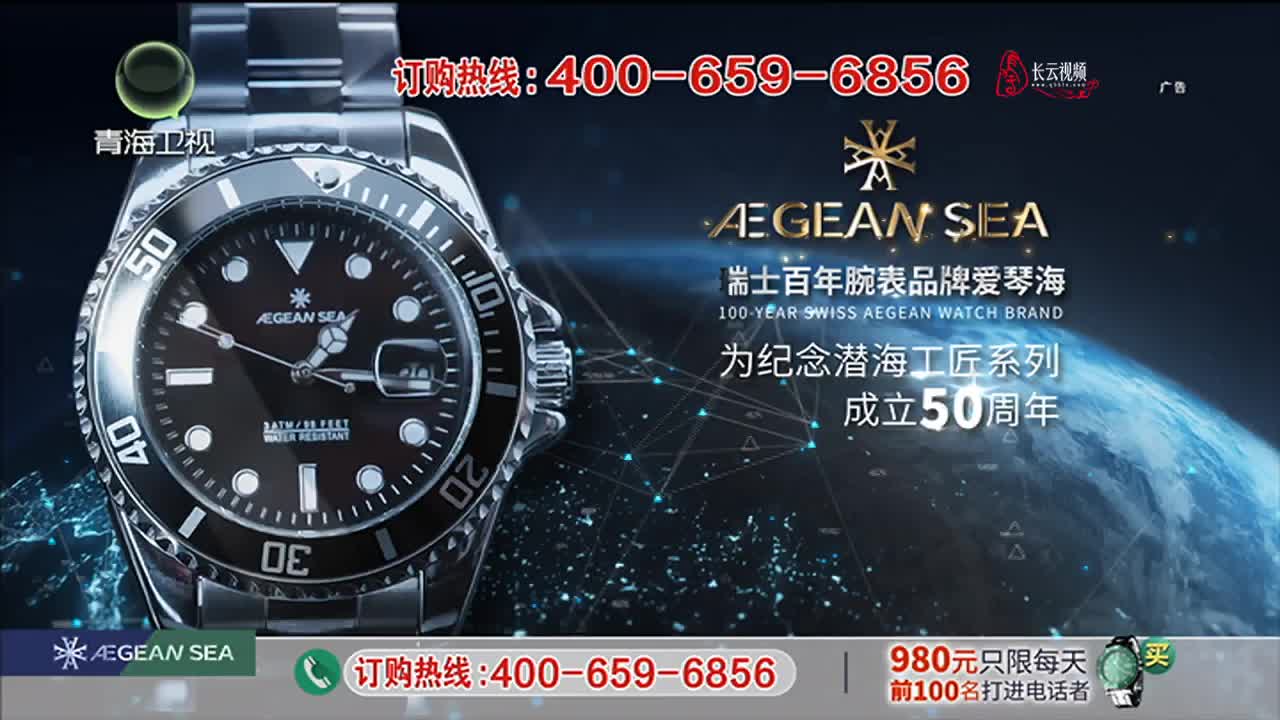 订购热线:400-659-6856
长云视频
广告
青海卫视
ÆGEAN SEA
瑞士百年腕表品牌爱琴海
100-YEAR SWISS AEGEAN WATCH BRAND
为纪念潜海工匠系列
成立50周年
50
10
40
20
30
ÆGEAN SEA
3ATM/98 FEET
WATER RESISTANT
ÆGEAN SEA
订购热线:400-659-6856
980元只限每天
前100名打进电话者
买